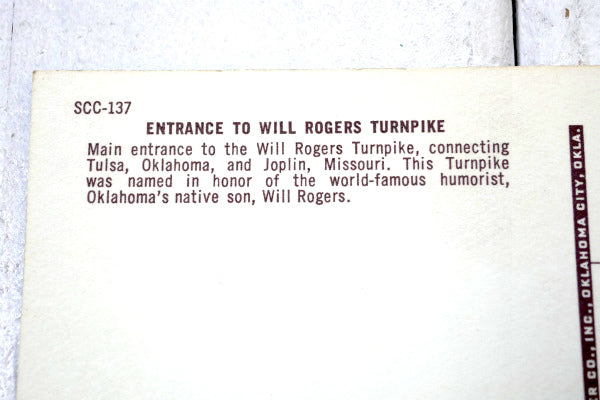 SCC-137
ENTRANCE TO WILL ROGERS TURNPIKE
Main entrance to the Will Rogers Turnpike, connecting
Tulsa, Oklahoma, and Joplin, Missouri. This Turnpike
was named in honor of the world-famous humorist,
Oklahoma's native son, Will Rogers.
CO., INC., OKLAHOMA CITY, OKLA.